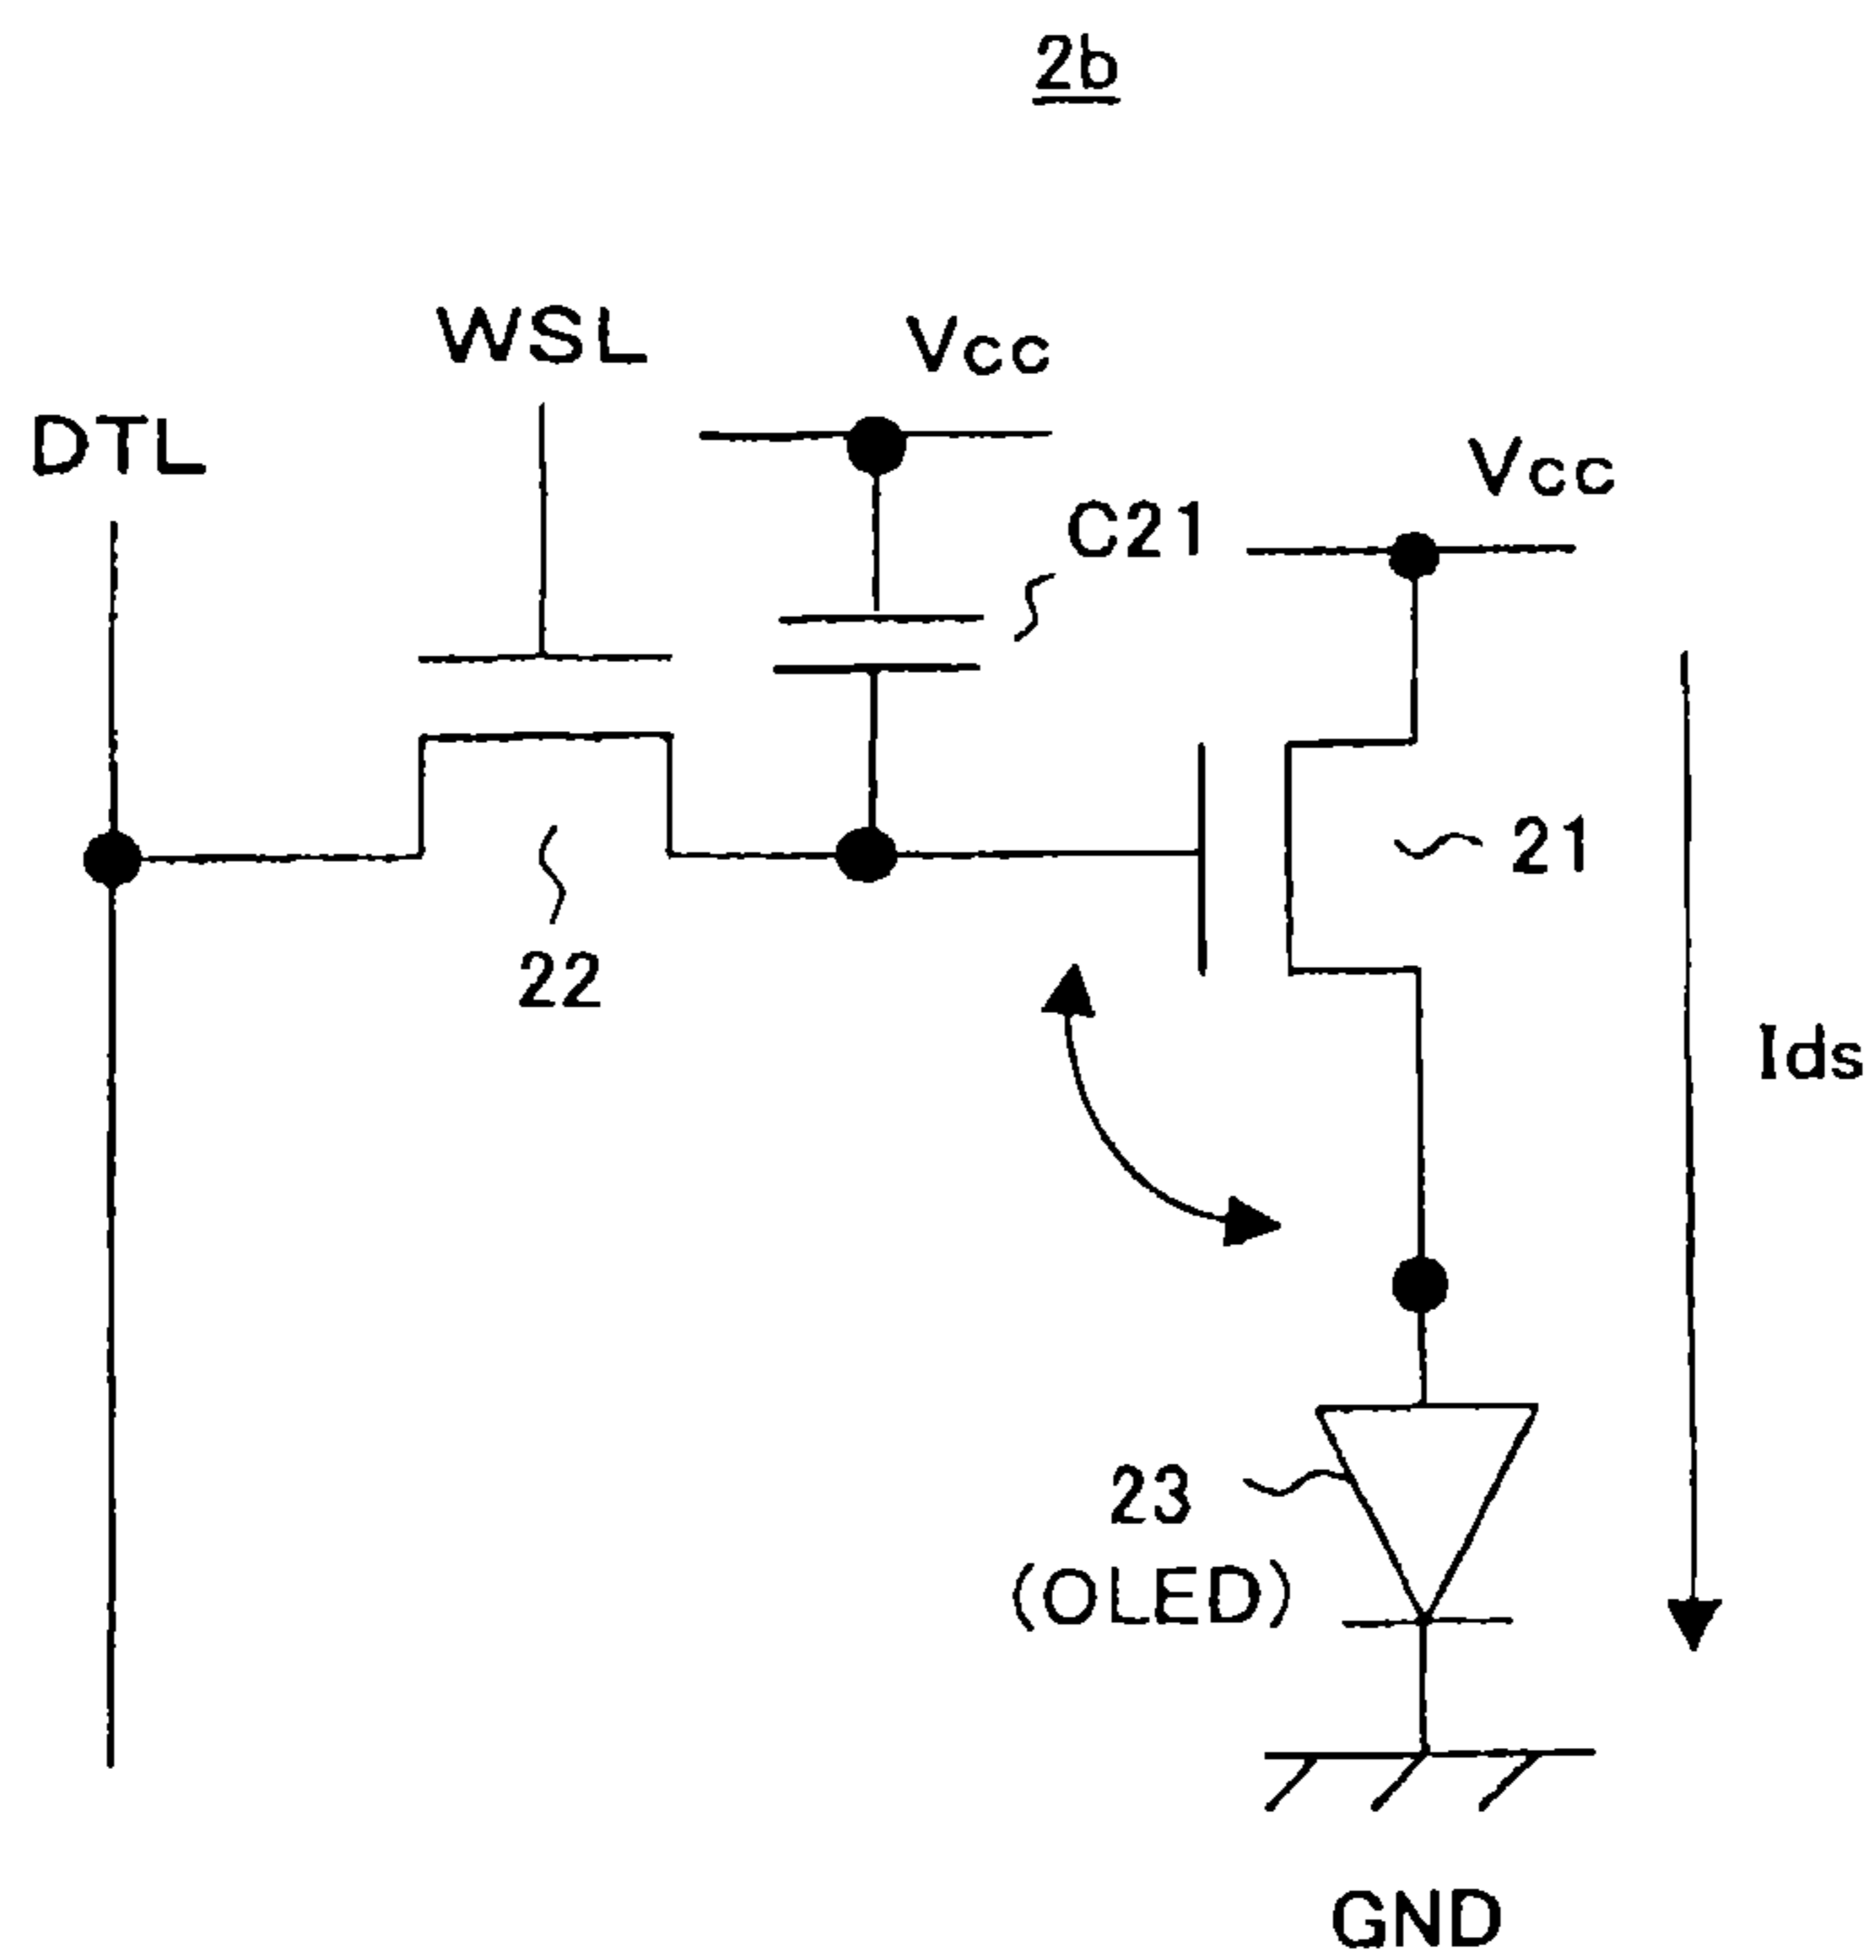 2b
WSL
Vcc
DTL
Vcc
C21
21
22
Ids
23
(OLED)
GND